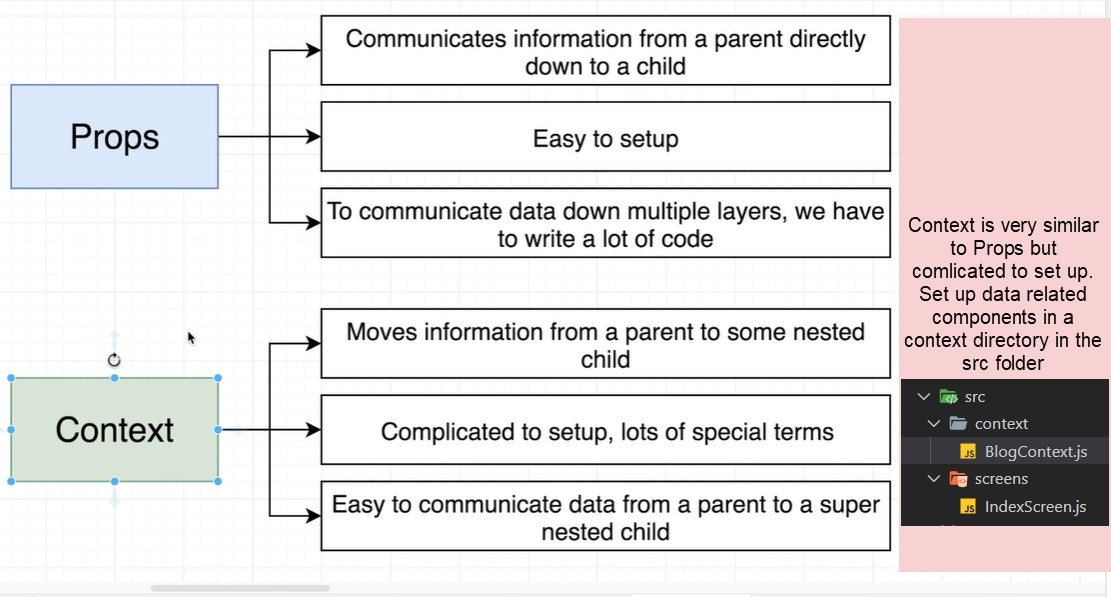 Props
Communicates information from a parent directly
down to a child
Easy to setup
To communicate data down multiple layers, we have
to write a lot of code
Context
Moves information from a parent to some nested
child
Complicated to setup, lots of special terms
Easy to communicate data from a parent to a super
nested child
Context is very similar
to Props but
comlicated to set up.
Set up data related
components in a
context directory in the
src folder
src
context
JS BlogContext.js
screens
JS IndexScreen.js